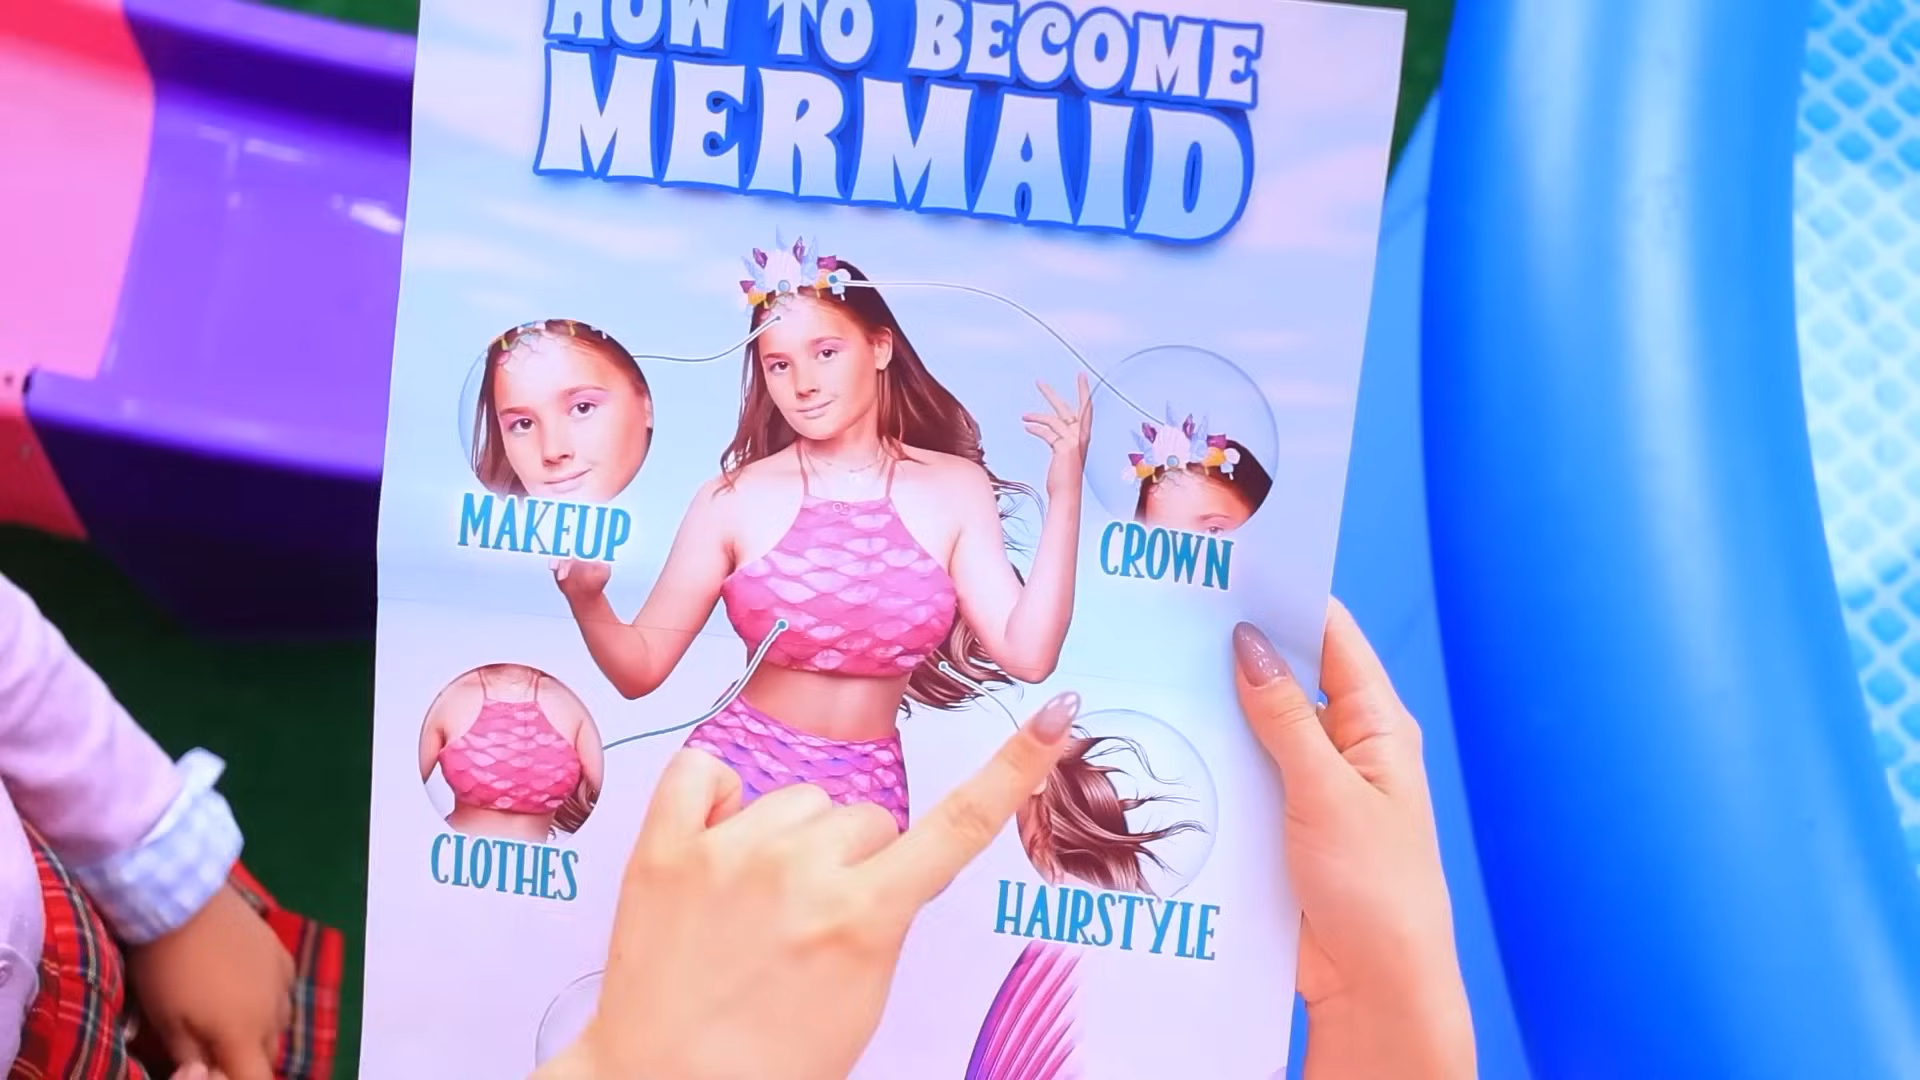 HOW TO BECOME
MERMAID
MAKEUP
CROWN
CLOTHES
HAIRSTYLE